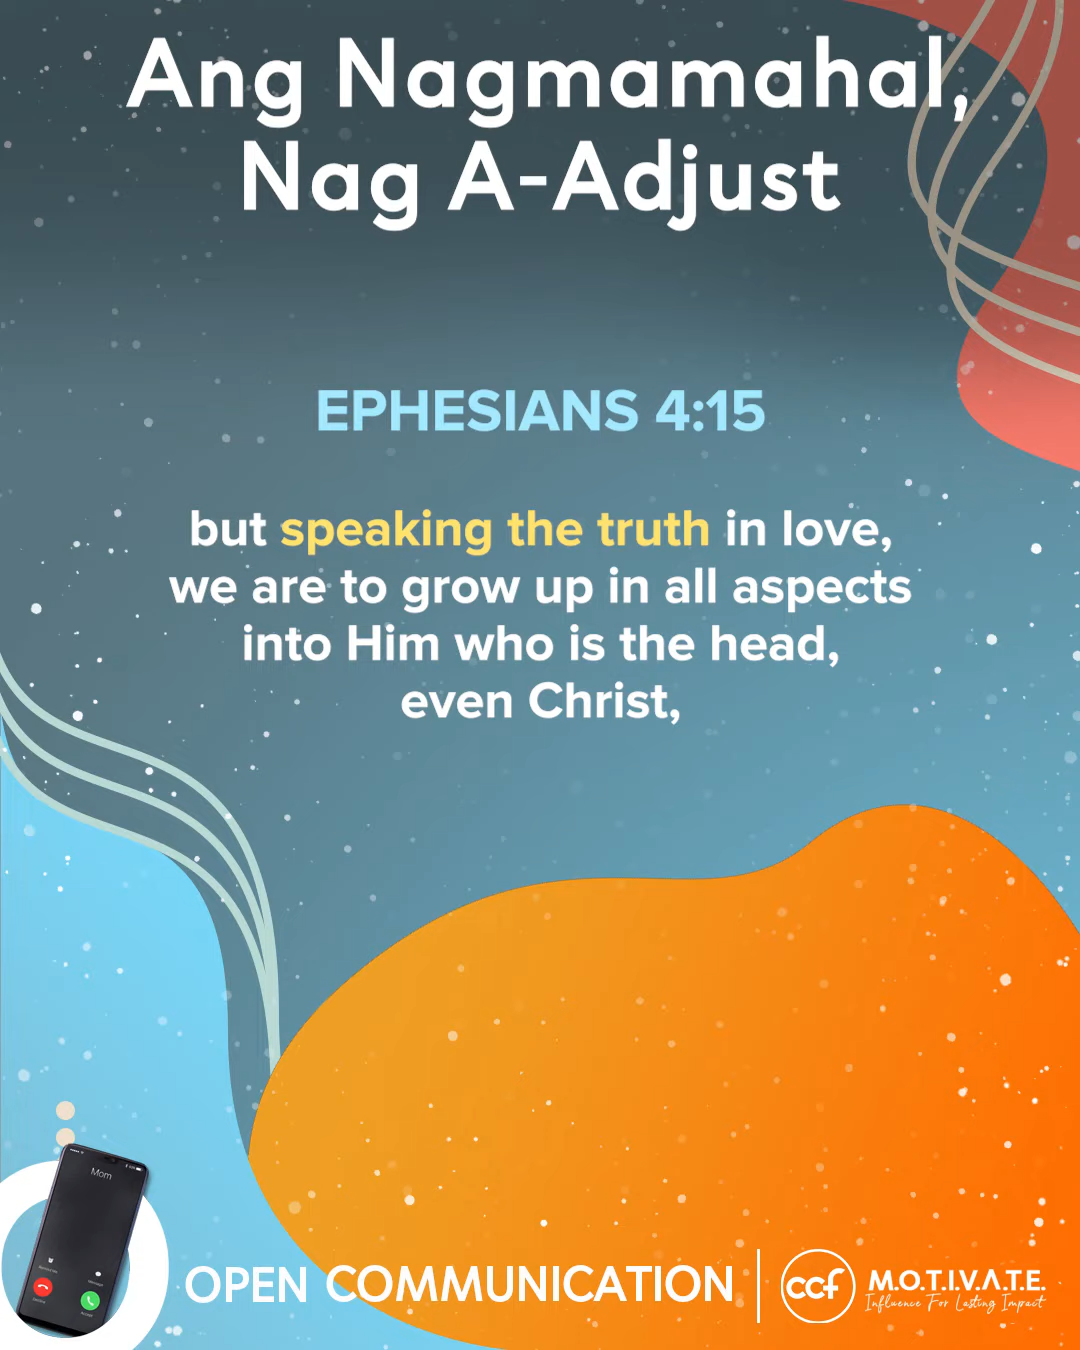 Ang Nagmamahal,
Nag A-Adjust
EPHESIANS 4:15
but speaking the truth in love,
we are to grow up in all aspects
into Him who is the head,
even Christ,
Mom
OPEN COMMUNICATION
ccf
M.O.T.I.V.A.T.E.
Influence For Lasting Impact